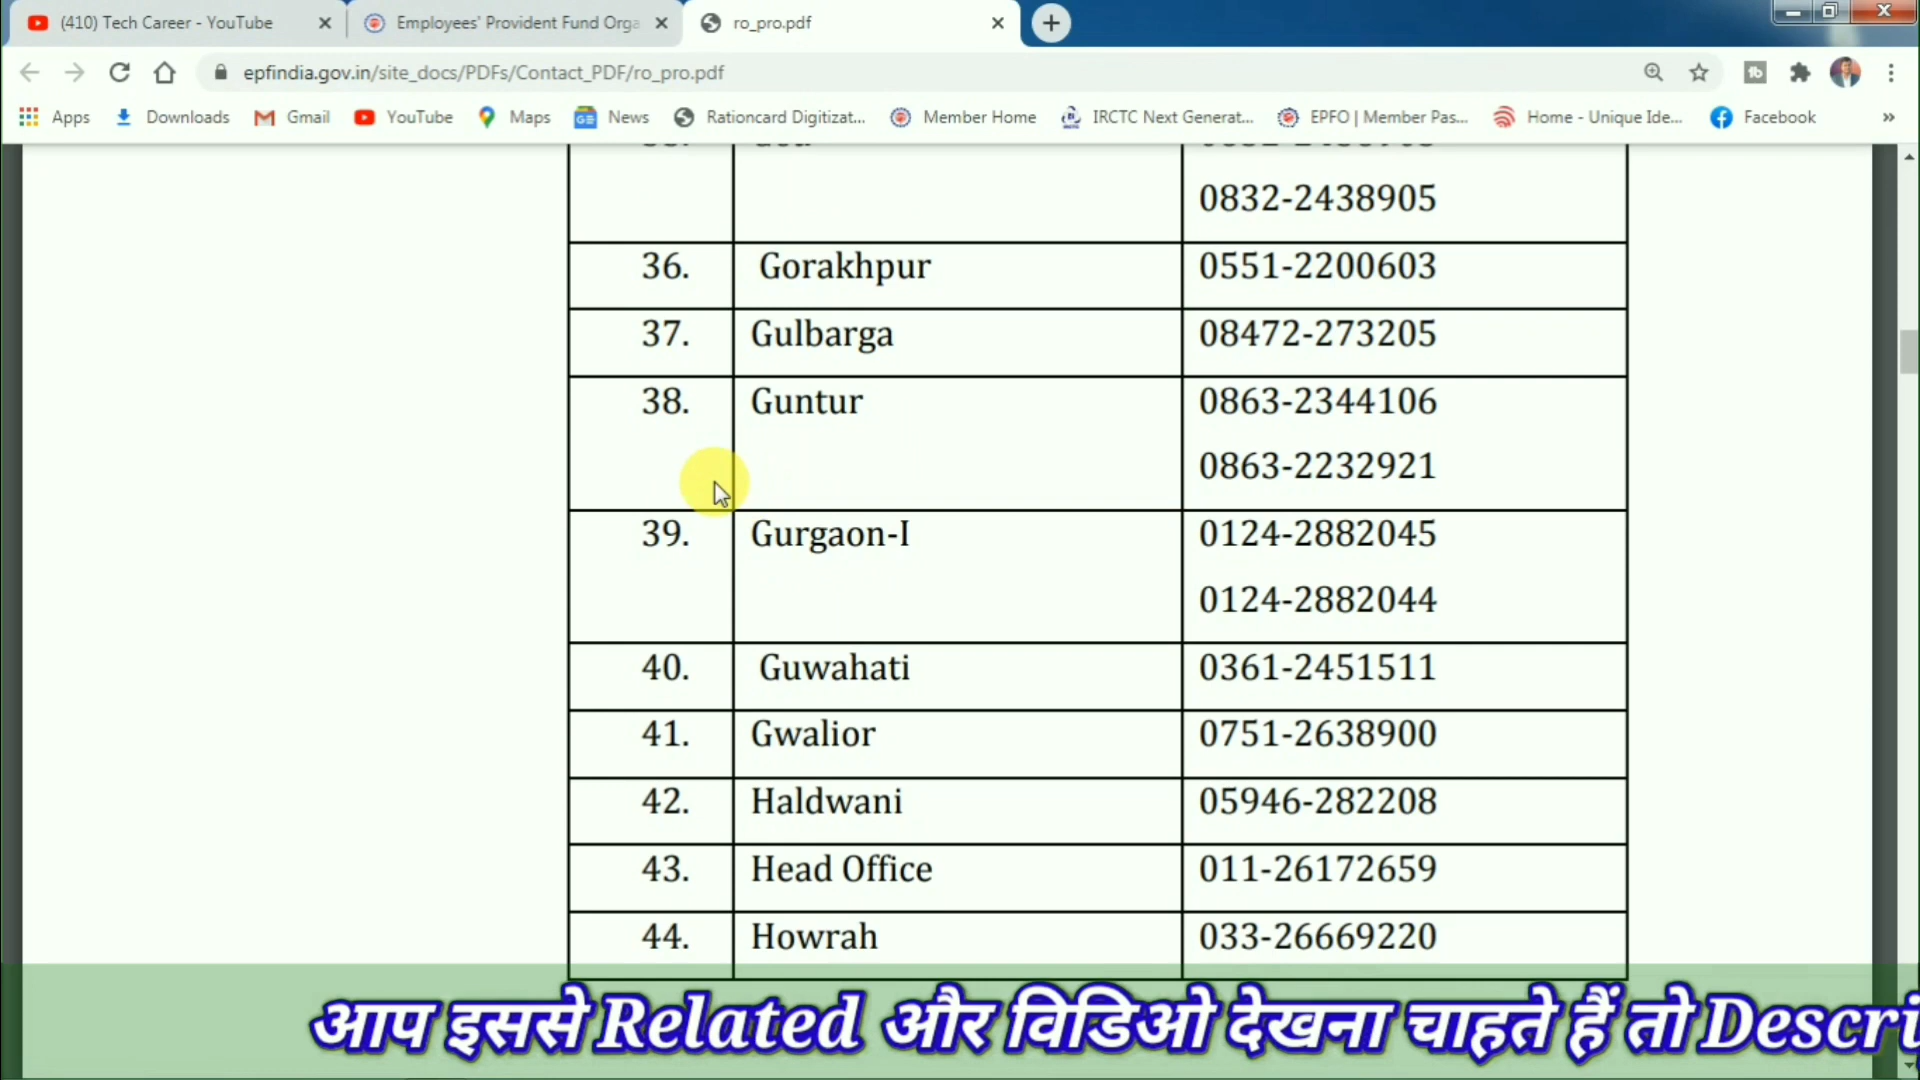 (410) Tech Career - YouTube
Employees' Provident Fund Orga
ro_pro.pdf
epfindia.gov.in/site_docs/PDFs/Contact_PDF/ro_pro.pdf
Apps
Downloads
Gmail
YouTube
Maps
News
Rationcard Digitizat...
Member Home
IRCTC Next Generat...
EPFO | Member Pas...
Home - Unique Ide...
Facebook
»
0832-2438905
36. Gorakhpur 0551-2200603
37. Gulbarga 08472-273205
38. Guntur 0863-2344106
0863-2232921
39. Gurgaon-I 0124-2882045
0124-2882044
40. Guwahati 0361-2451511
41. Gwalior 0751-2638900
42. Haldwani 05946-282208
43. Head Office 011-26172659
44. Howrah 033-26669220
आप इससे Related और विडिओ देखना चाहते हैं तो Descri